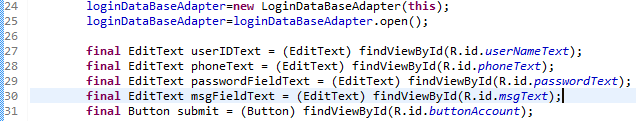 24 loginDataBaseAdapter=new LoginDataBaseAdapter(this);
25 loginDataBaseAdapter=loginDataBaseAdapter.open();
26
27 final EditText userIDText = (EditText) findViewById(R.id.userNameText);
28 final EditText phoneText = (EditText) findViewById(R.id.phoneText);
29 final EditText passwordFieldText = (EditText) findViewById(R.id.passwordText);
30 final EditText msgFieldText = (EditText) findViewById(R.id.msgText);
31 final Button submit = (Button) findViewById(R.id.buttonAccount);